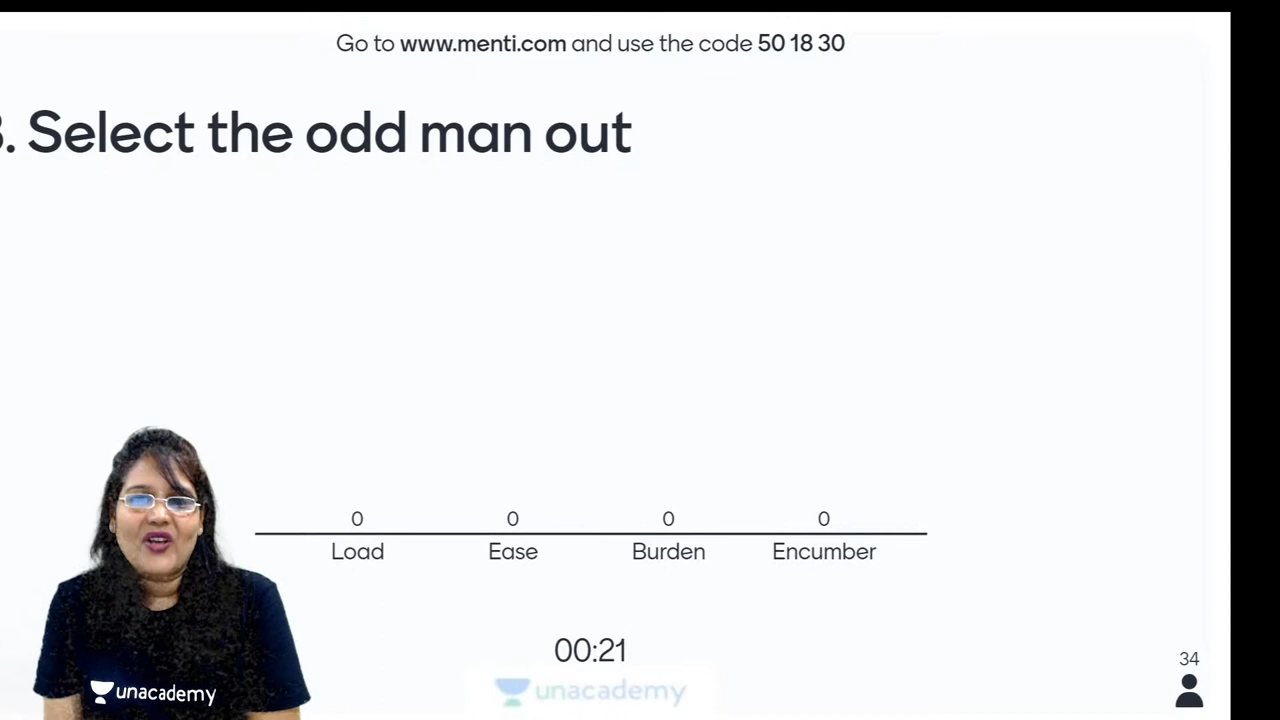 Go to www.menti.com and use the code 50 18 30
3. Select the odd man out
0 0 0 0
Load Ease Burden Encumber
00:21
34
unacademy
unacademy